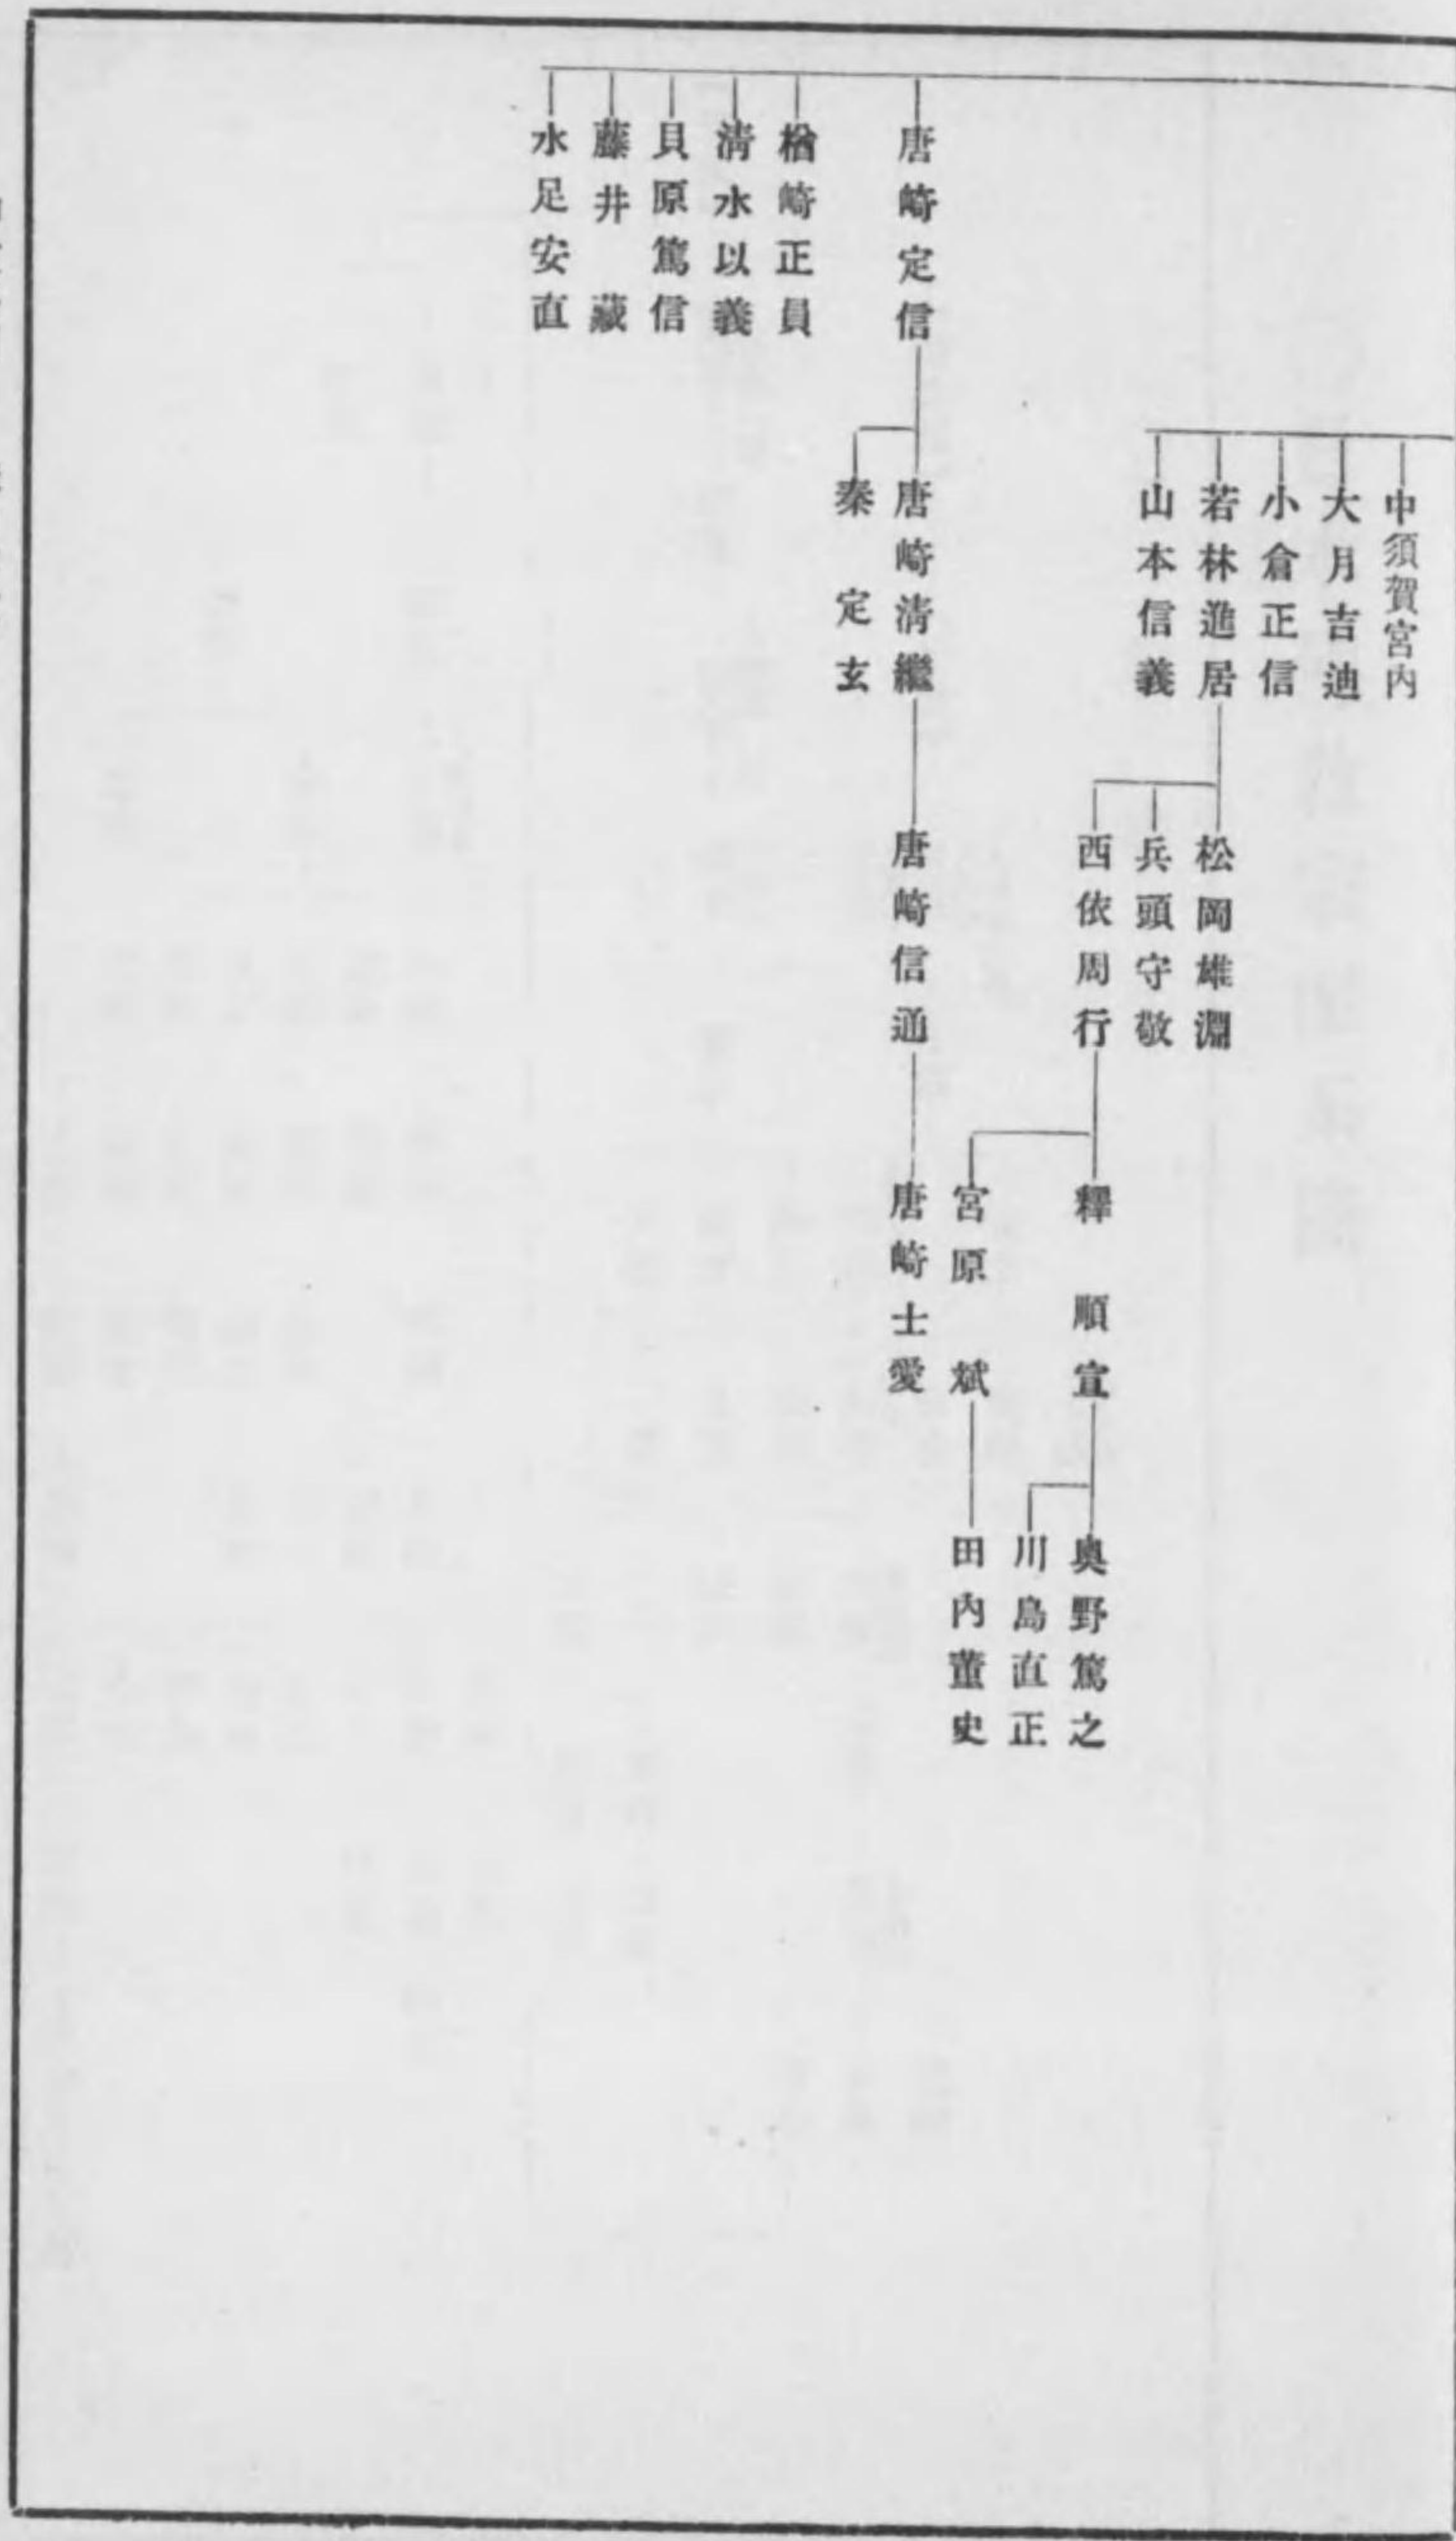 中須賀宮内
大月吉迪
小倉正信
若林進居
山本信義
松岡雄淵
兵頭守敬
西依周行
釋順宣
宮原斌
奥野篤之
川島直正
田内董史
唐崎定信
唐崎清繼
秦定玄
唐崎信通
唐崎士愛
楢崎正員
清水以義
貝原篤信
藤井藏
水足安直